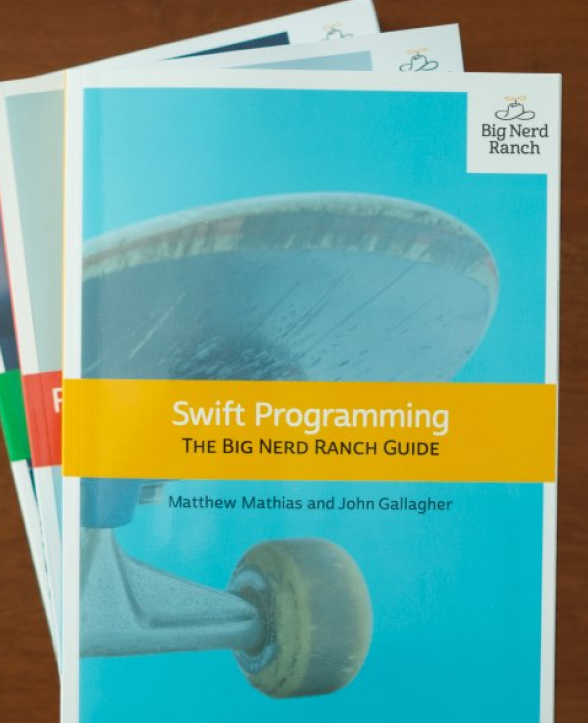 Big Nerd
Ranch
Swift Programming
THE BIG NERD RANCH GUIDE
Matthew Mathias and John Gallagher
F